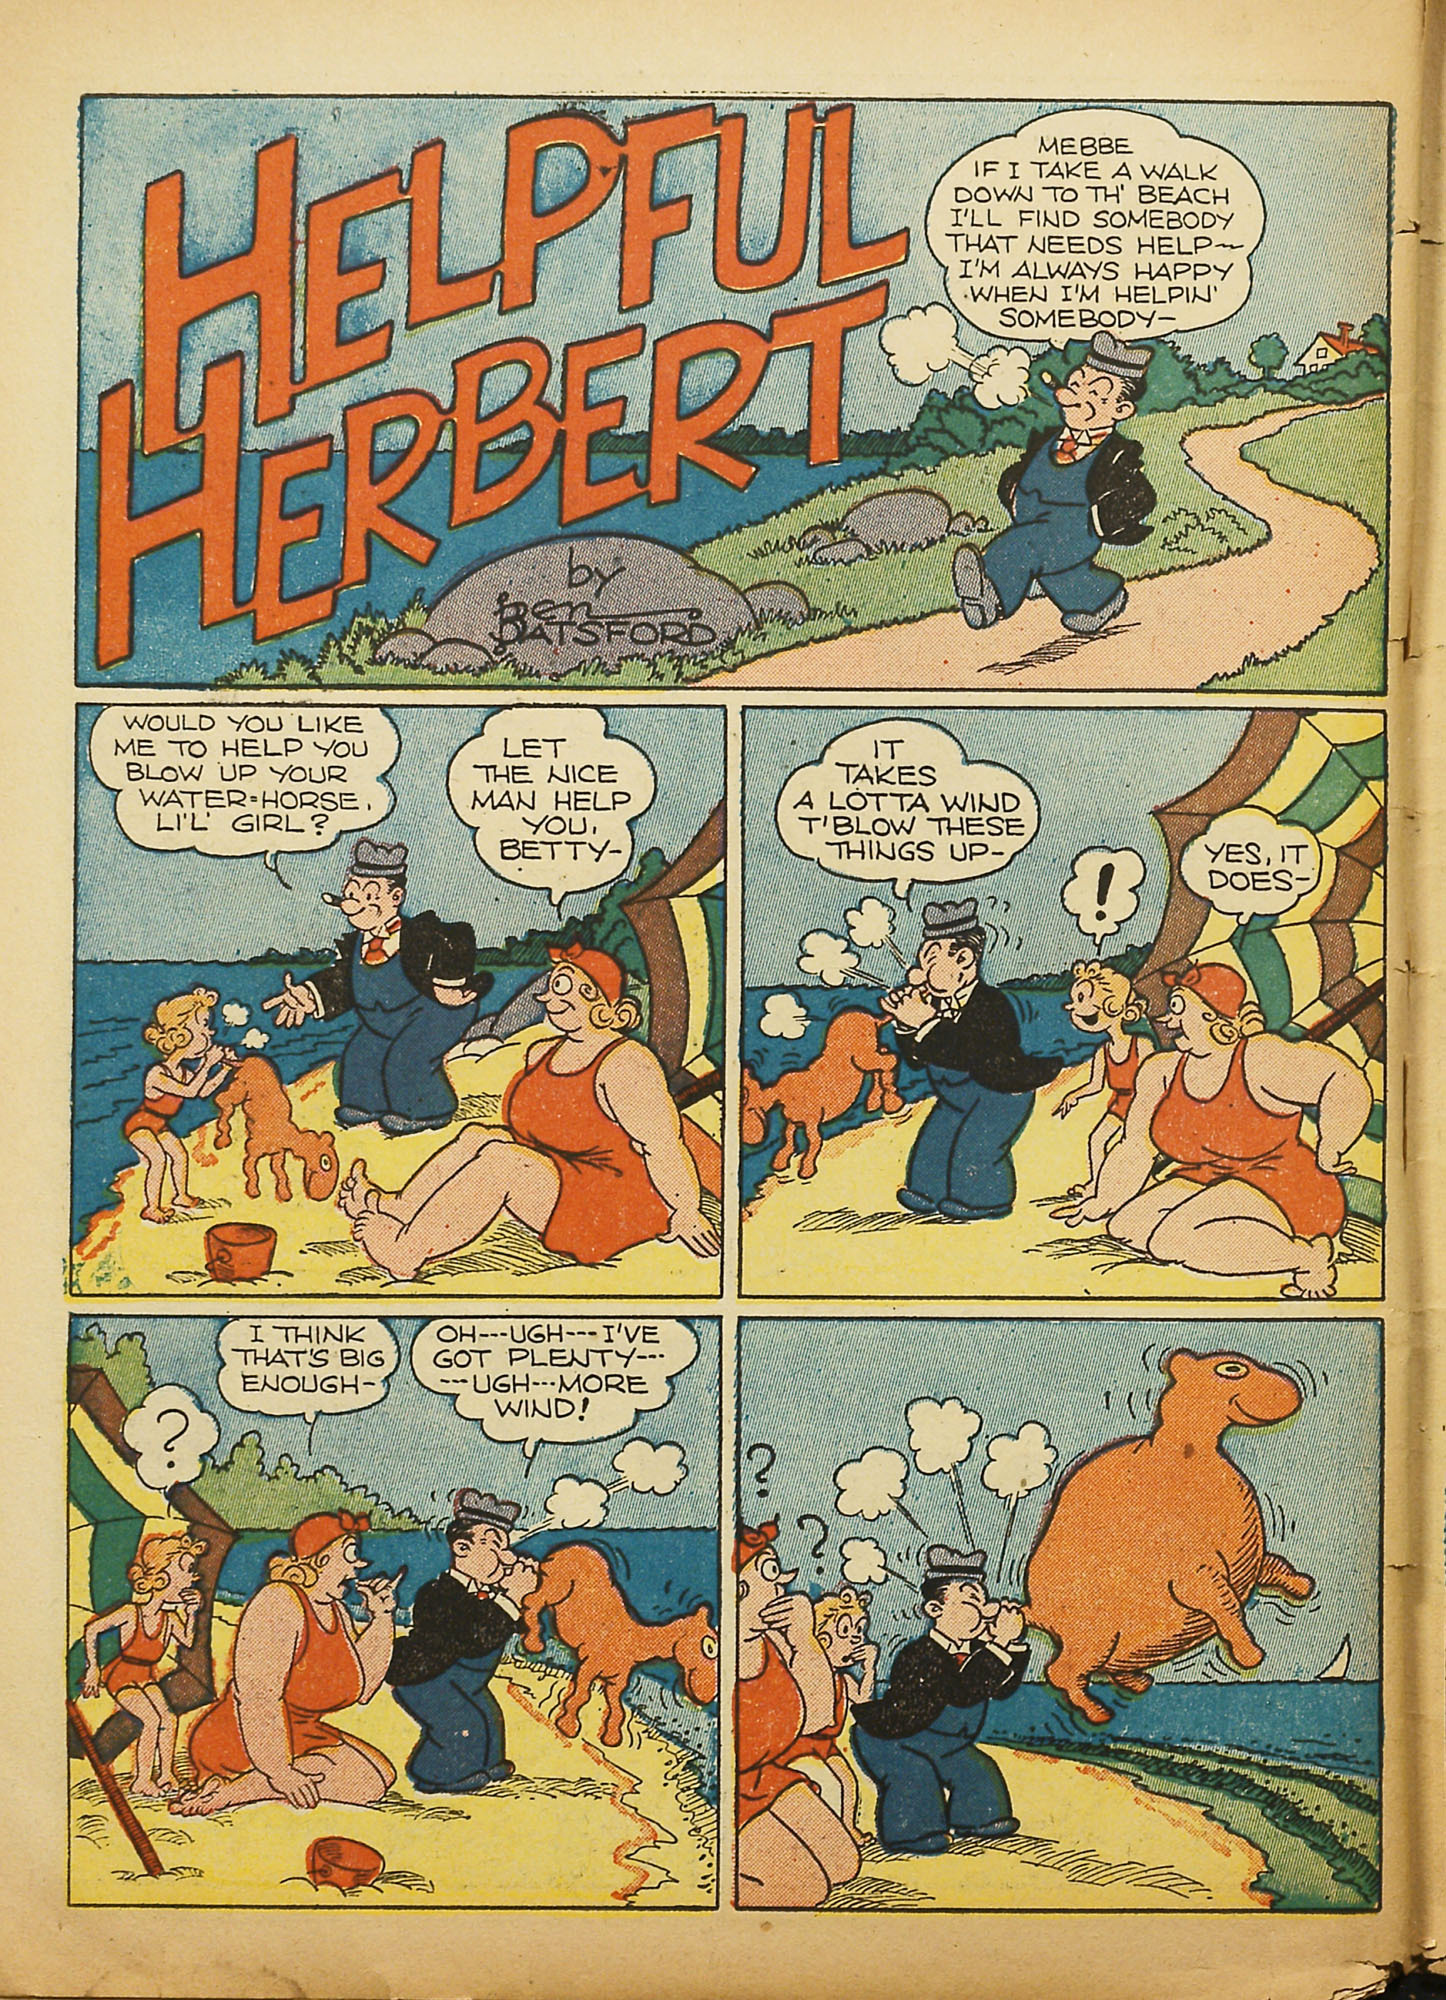 HELPFUL
HERBERT
by
Ben
BATSFORD
MEBBE
IF I TAKE A WALK
DOWN TO TH' BEACH
I'LL FIND SOMEBODY
THAT NEEDS HELP~
I'M ALWAYS HAPPY
WHEN I'M HELPIN'
SOMEBODY-
WOULD YOU LIKE
ME TO HELP YOU
BLOW UP YOUR
WATER=HORSE,
LI'L' GIRL?
LET
THE NICE
MAN HELP
YOU,
BETTY-
IT
TAKES
A LOTTA WIND
T'BLOW THESE
THINGS UP-
!
YES, IT
DOES-
?
I THINK
THAT'S BIG
ENOUGH-
OH---UGH---I'VE
GOT PLENTY---
---UGH---MORE
WIND!
?
?